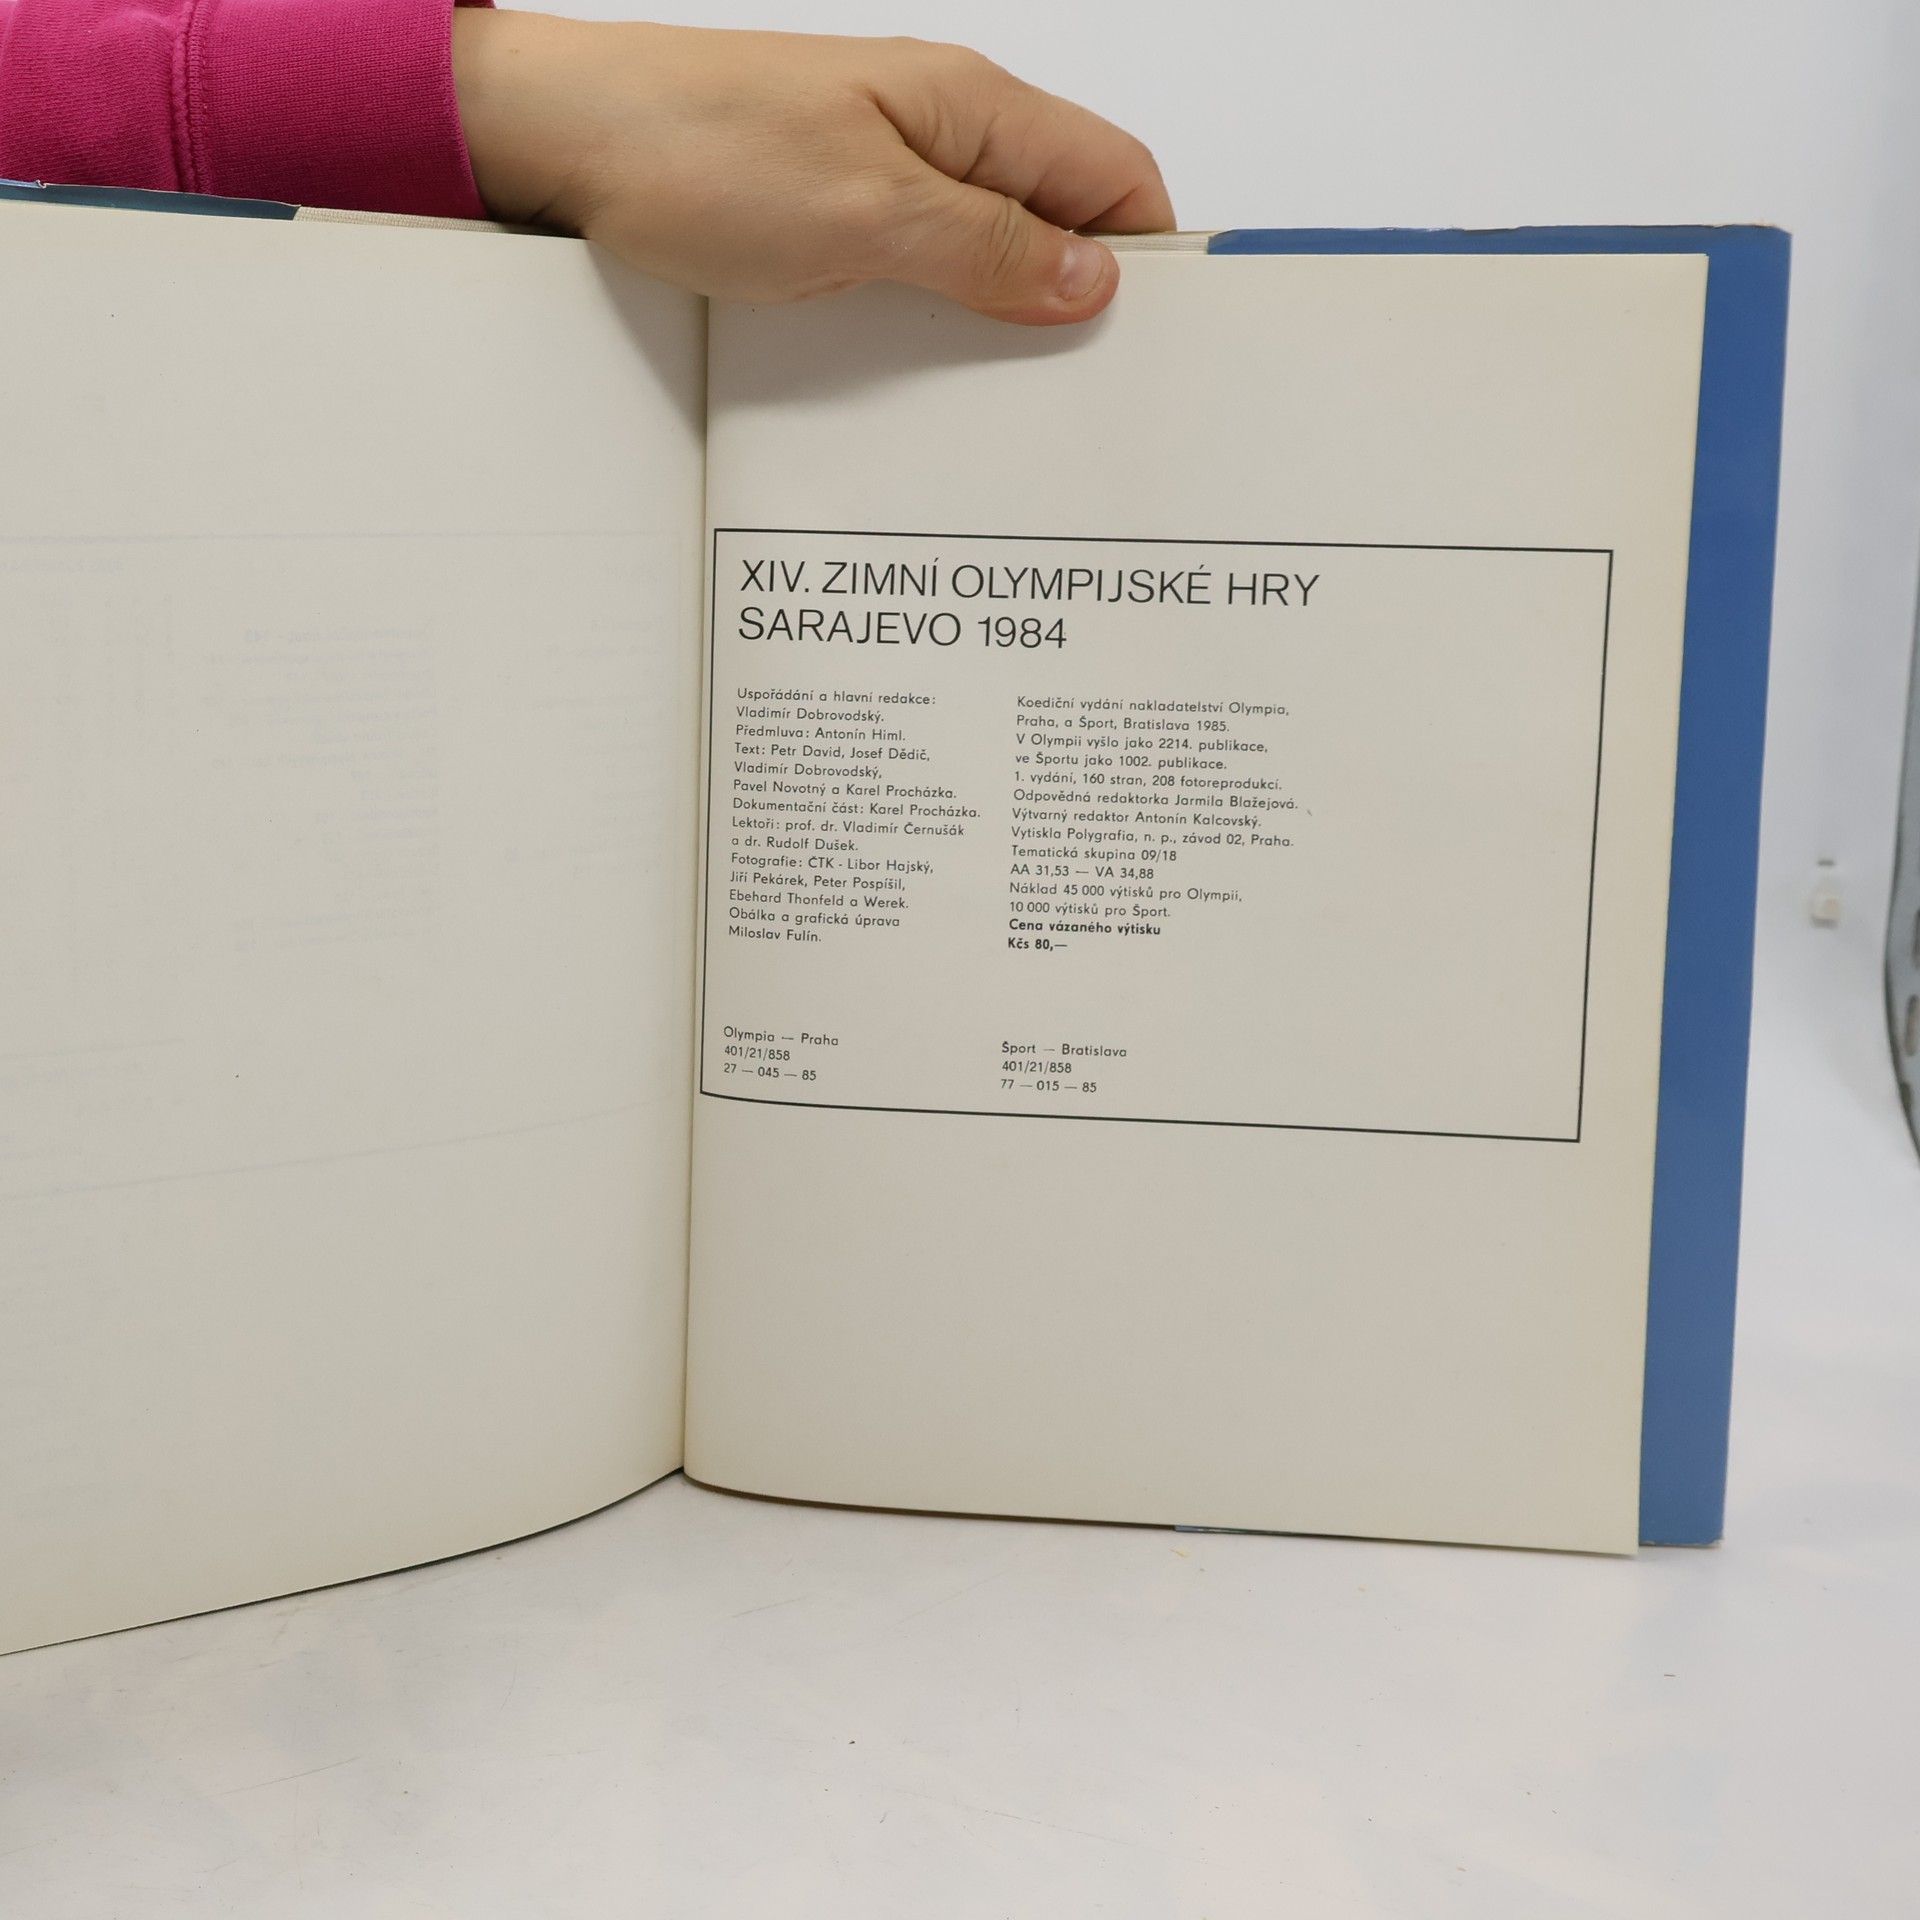 XIV. ZIMNÍ OLYMPIJSKÉ HRY
SARAJEVO 1984
Uspořádání a hlavní redakce:
Vladimír Dobrovodský.
Předmluva: Antonín Himl.
Text: Petr David, Josef Dědič,
Vladimír Dobrovodský,
Pavel Novotný a Karel Procházka.
Dokumentační část: Karel Procházka.
Lektoři: prof. dr. Vladimír Černušák
a dr. Rudolf Dušek.
Fotografie: ČTK - Libor Hajský,
Jiří Pekárek, Peter Pospíšil,
Ebehard Thonfeld a Werek.
Obálka a grafická úprava
Miloslav Fulín.
Koediční vydání nakladatelství Olympia,
Praha, a Šport, Bratislava 1985.
V Olympii vyšlo jako 2214. publikace,
ve Športu jako 1002. publikace.
1. vydání, 160 stran, 208 fotoreprodukcí.
Odpovědná redaktorka Jarmila Blažejová.
Výtvarný redaktor Antonín Kalcovský.
Vytiskla Polygrafia, n. p., závod 02, Praha.
Tematická skupina 09/18
AA 31,53 — VA 34,88
Náklad 45 000 výtisků pro Olympii,
10 000 výtisků pro Šport.
Cena vázaného výtisku
Kčs 80,—
Olympia — Praha
401/21/858
27 — 045 — 85
Šport — Bratislava
401/21/858
77 — 015 — 85